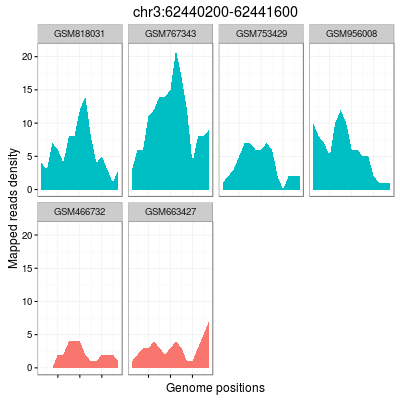 chr3:62440200-62441600
GSM818031 GSM767343 GSM753429 GSM956008
20
15
10
5
0
Mapped reads density
GSM466732 GSM663427
20
15
10
5
0
Genome positions